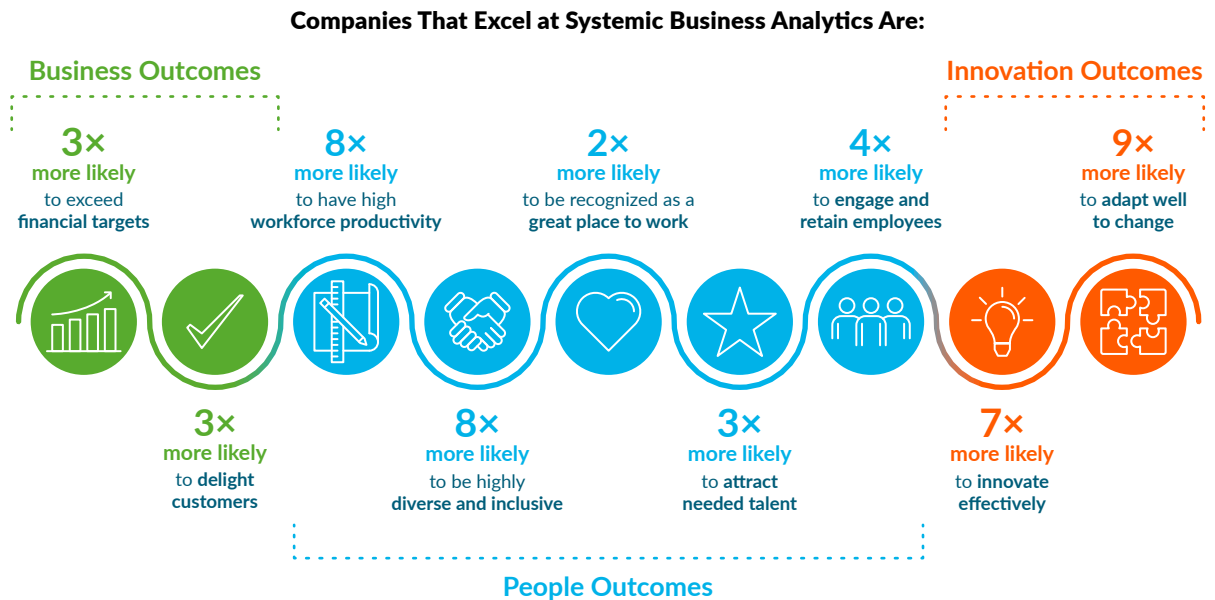 Companies That Excel at Systemic Business Analytics Are:
Business Outcomes
3×
more likely
to exceed
financial targets
3×
more likely
to delight
customers
8×
more likely
to have high
workforce productivity
8×
more likely
to be highly
diverse and inclusive
2×
more likely
to be recognized as a
great place to work
3×
more likely
to attract
needed talent
4×
more likely
to engage and
retain employees
People Outcomes
Innovation Outcomes
7×
more likely
to innovate
effectively
9×
more likely
to adapt well
to change